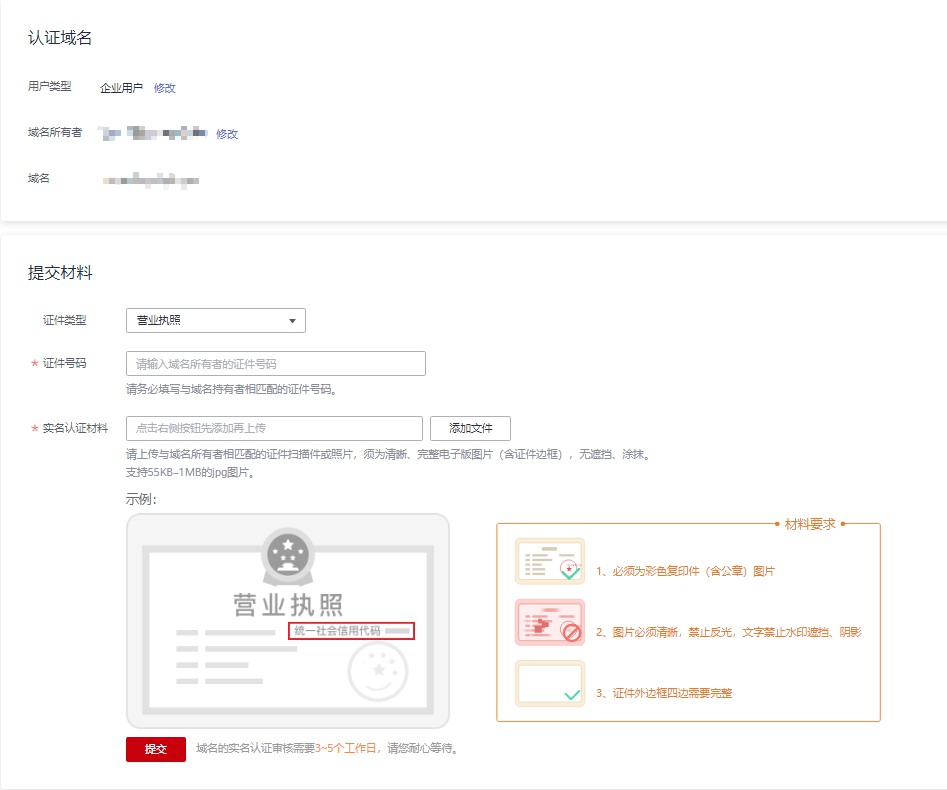 认证域名
用户类型 企业用户 修改
域名所有者 修改
域名
提交材料
证件类型 营业执照
* 证件号码 请输入域名所有者的证件号码
请务必填写与域名持有者相匹配的证件号码。
* 实名认证材料 点击右侧按钮先添加再上传 添加文件
请上传与域名所有者相匹配的证件扫描件或照片，须为清晰、完整电子版图片（含证件边框），无遮挡、涂抹。
支持55KB–1MB的jpg图片。
示例：
营业执照
统一社会信用代码
材料要求
1、必须为彩色复印件（含公章）图片
2、图片必须清晰，禁止反光，文字禁止水印遮挡、阴影
3、证件外边框四边需要完整
提交 域名的实名认证审核需要3~5个工作日，请您耐心等待。